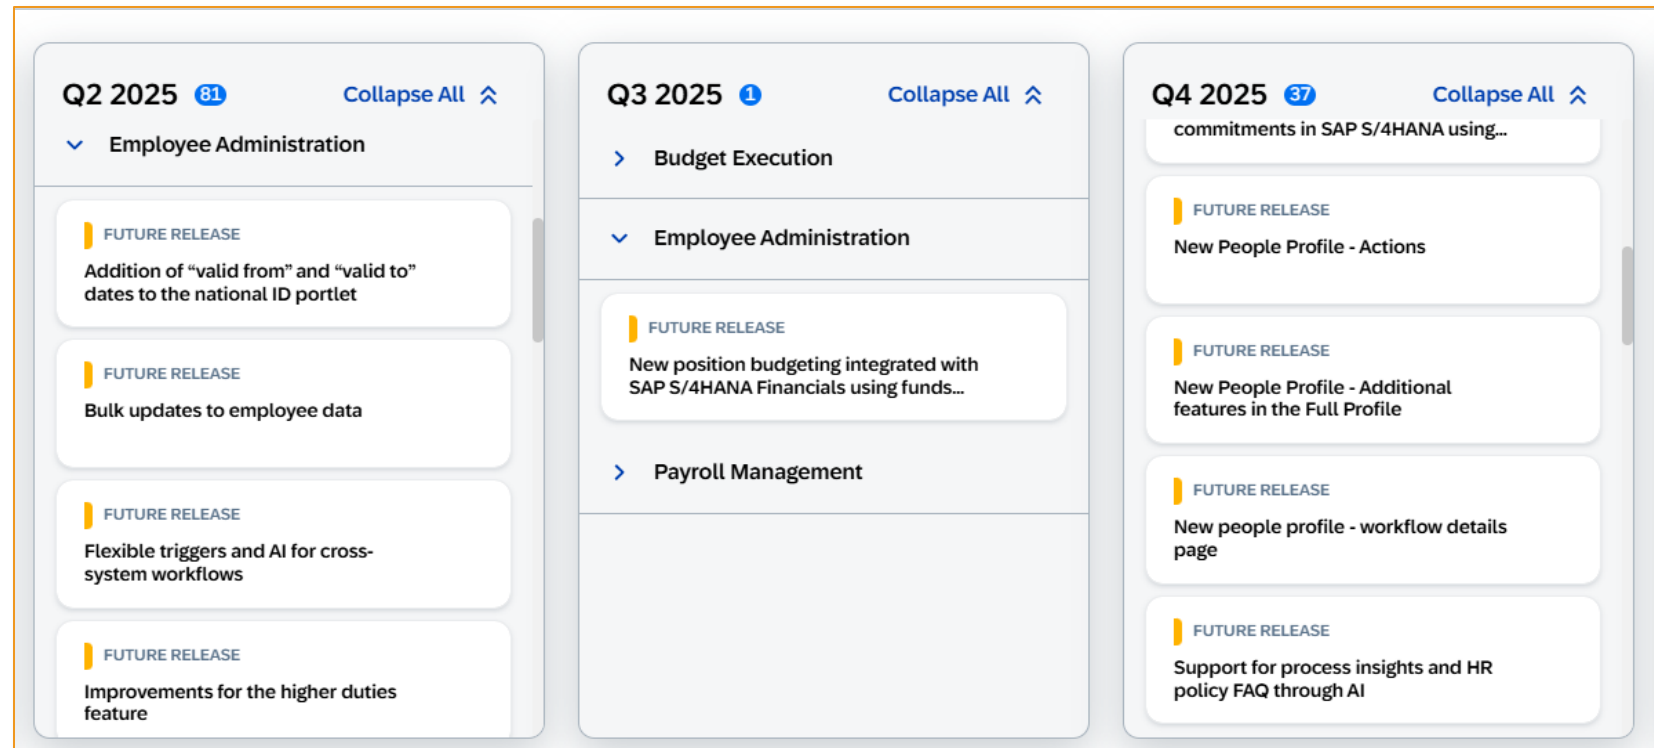 Q2 2025 81 Collapse All
Employee Administration
FUTURE RELEASE
Addition of “valid from” and “valid to”
dates to the national ID portlet
FUTURE RELEASE
Bulk updates to employee data
FUTURE RELEASE
Flexible triggers and AI for cross-
system workflows
FUTURE RELEASE
Improvements for the higher duties
feature
Q3 2025 1 Collapse All
Budget Execution
Employee Administration
FUTURE RELEASE
New position budgeting integrated with
SAP S/4HANA Financials using funds...
Payroll Management
Q4 2025 37 Collapse All
commitments in SAP S/4HANA using...
FUTURE RELEASE
New People Profile - Actions
FUTURE RELEASE
New People Profile - Additional
features in the Full Profile
FUTURE RELEASE
New people profile - workflow details
page
FUTURE RELEASE
Support for process insights and HR
policy FAQ through AI